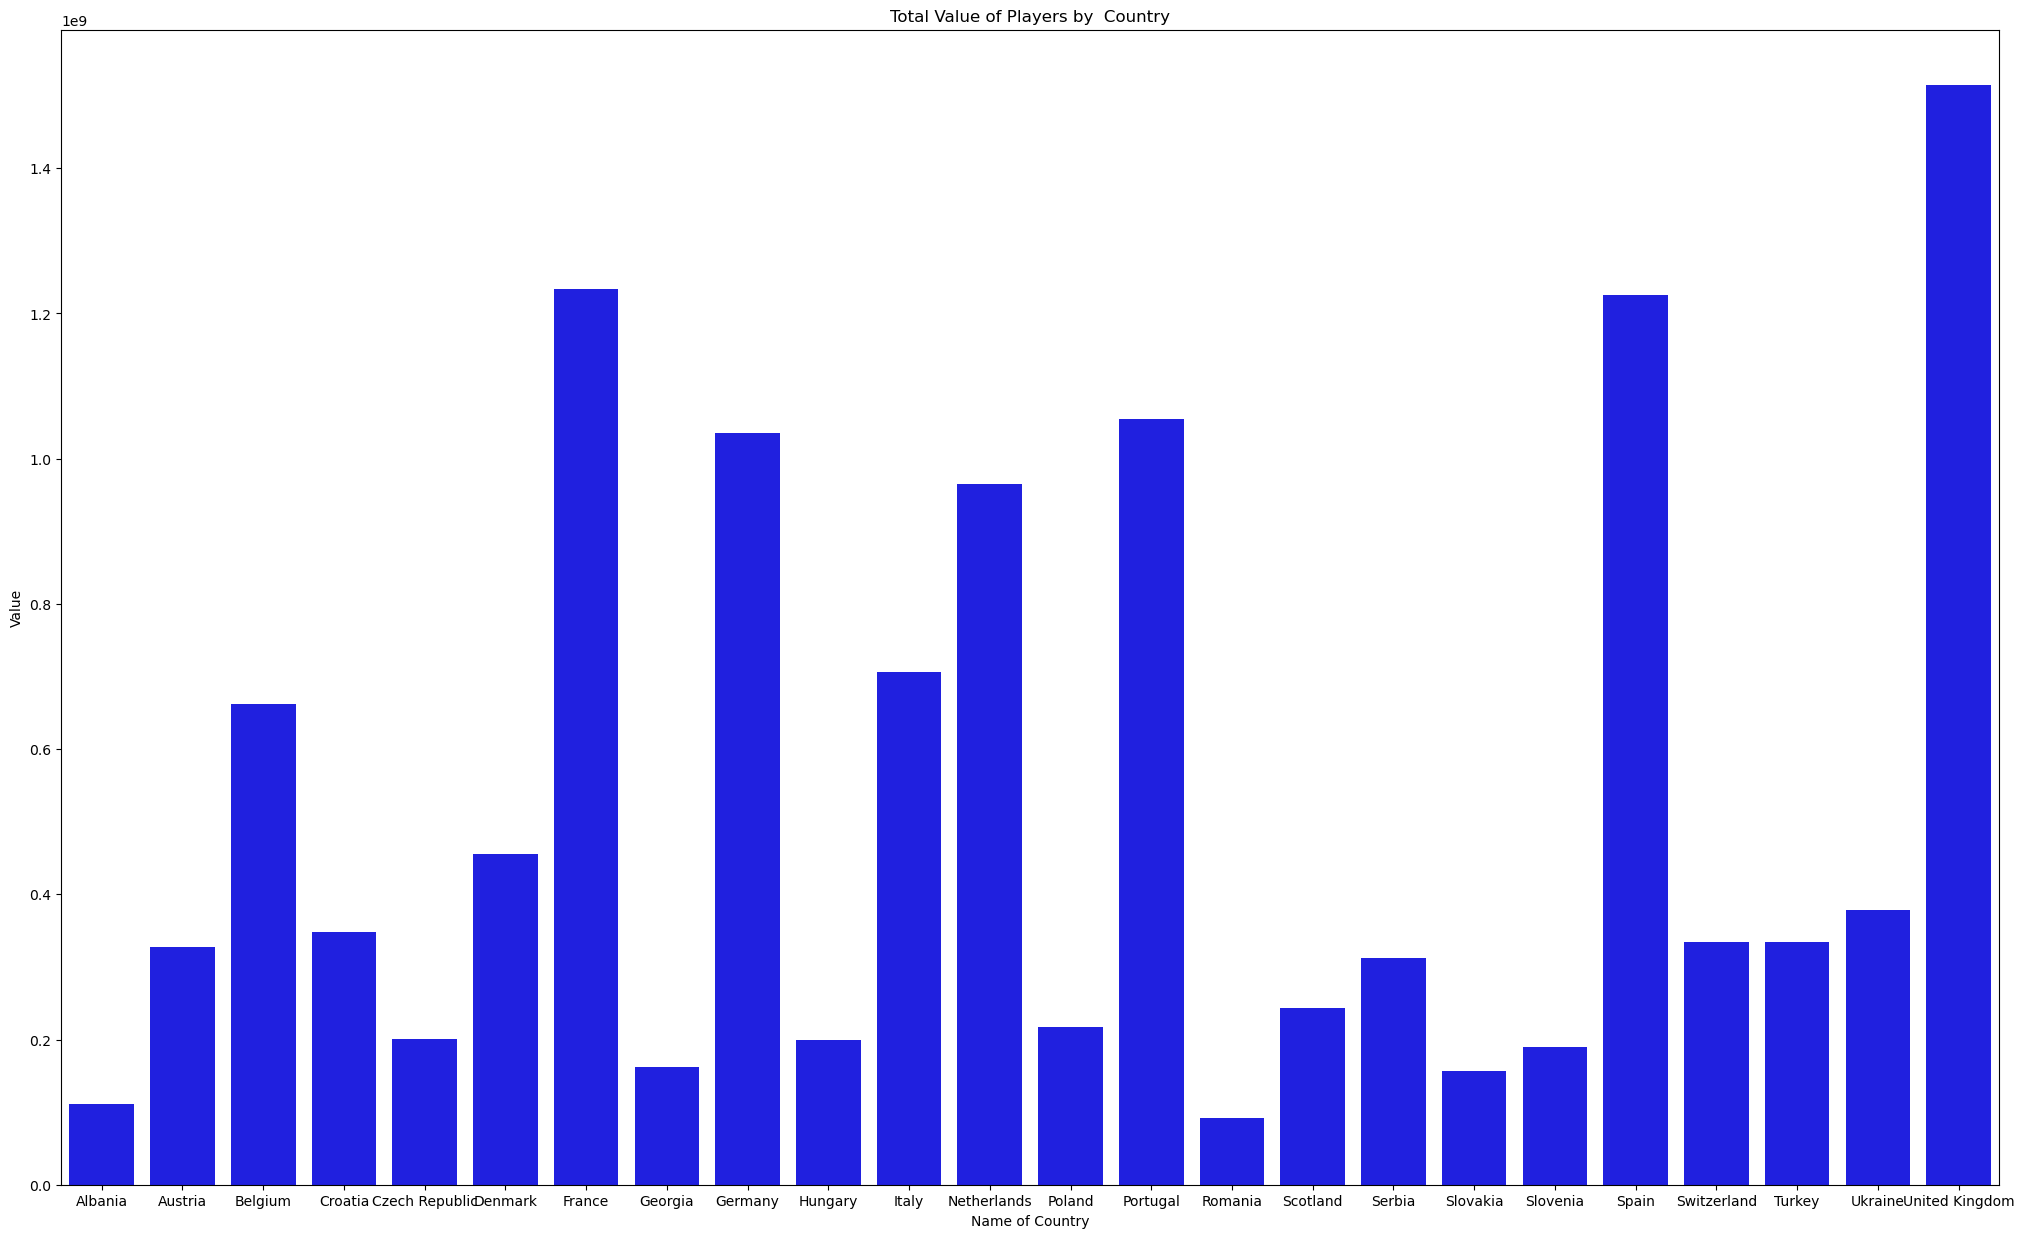 Total Value of Players by  Country
1e9
1.4
1.2
1.0
0.8
0.6
0.4
0.2
0.0
Value
Albania Austria Belgium Croatia Czech Republic Denmark France Georgia Germany Hungary Italy Netherlands Poland Portugal Romania Scotland Serbia Slovakia Slovenia Spain Switzerland Turkey Ukraine United Kingdom
Name of Country